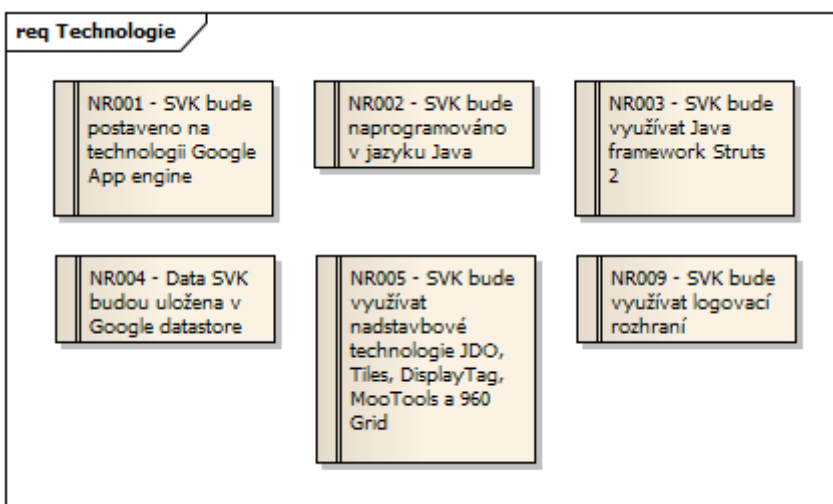 req Technologie
NR001 - SVK bude
postaveno na
technologii Google
App engine
NR002 - SVK bude
naprogramováno
v jazyku Java
NR003 - SVK bude
využívat Java
framework Struts
2
NR004 - Data SVK
budou uložena v
Google datastore
NR005 - SVK bude
využívat
nadstavbové
technologie JDO,
Tiles, DisplayTag,
MooTools a 960
Grid
NR009 - SVK bude
využívat logovací
rozhraní